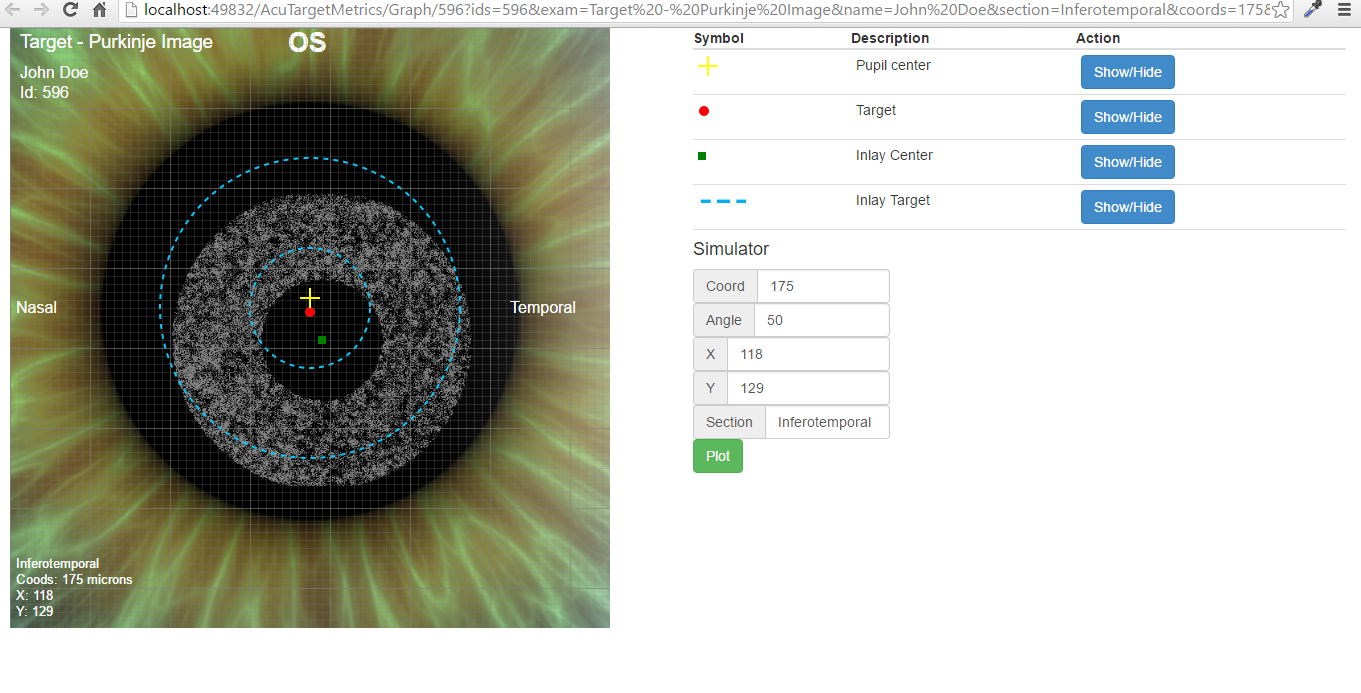 localhost:49832/AcuTargetMetrics/Graph/596?ids=596&exam=Target%20-%20Purkinje%20Image&name=John%20Doe&section=Inferotemporal&coords=175&
Target - Purkinje Image
OS
John Doe
Id: 596
Nasal
Temporal
Inferotemporal
Coods: 175 microns
X: 118
Y: 129
Symbol Description Action
Pupil center Show/Hide
Target Show/Hide
Inlay Center Show/Hide
Inlay Target Show/Hide
Simulator
Coord 175
Angle 50
X 118
Y 129
Section Inferotemporal
Plot